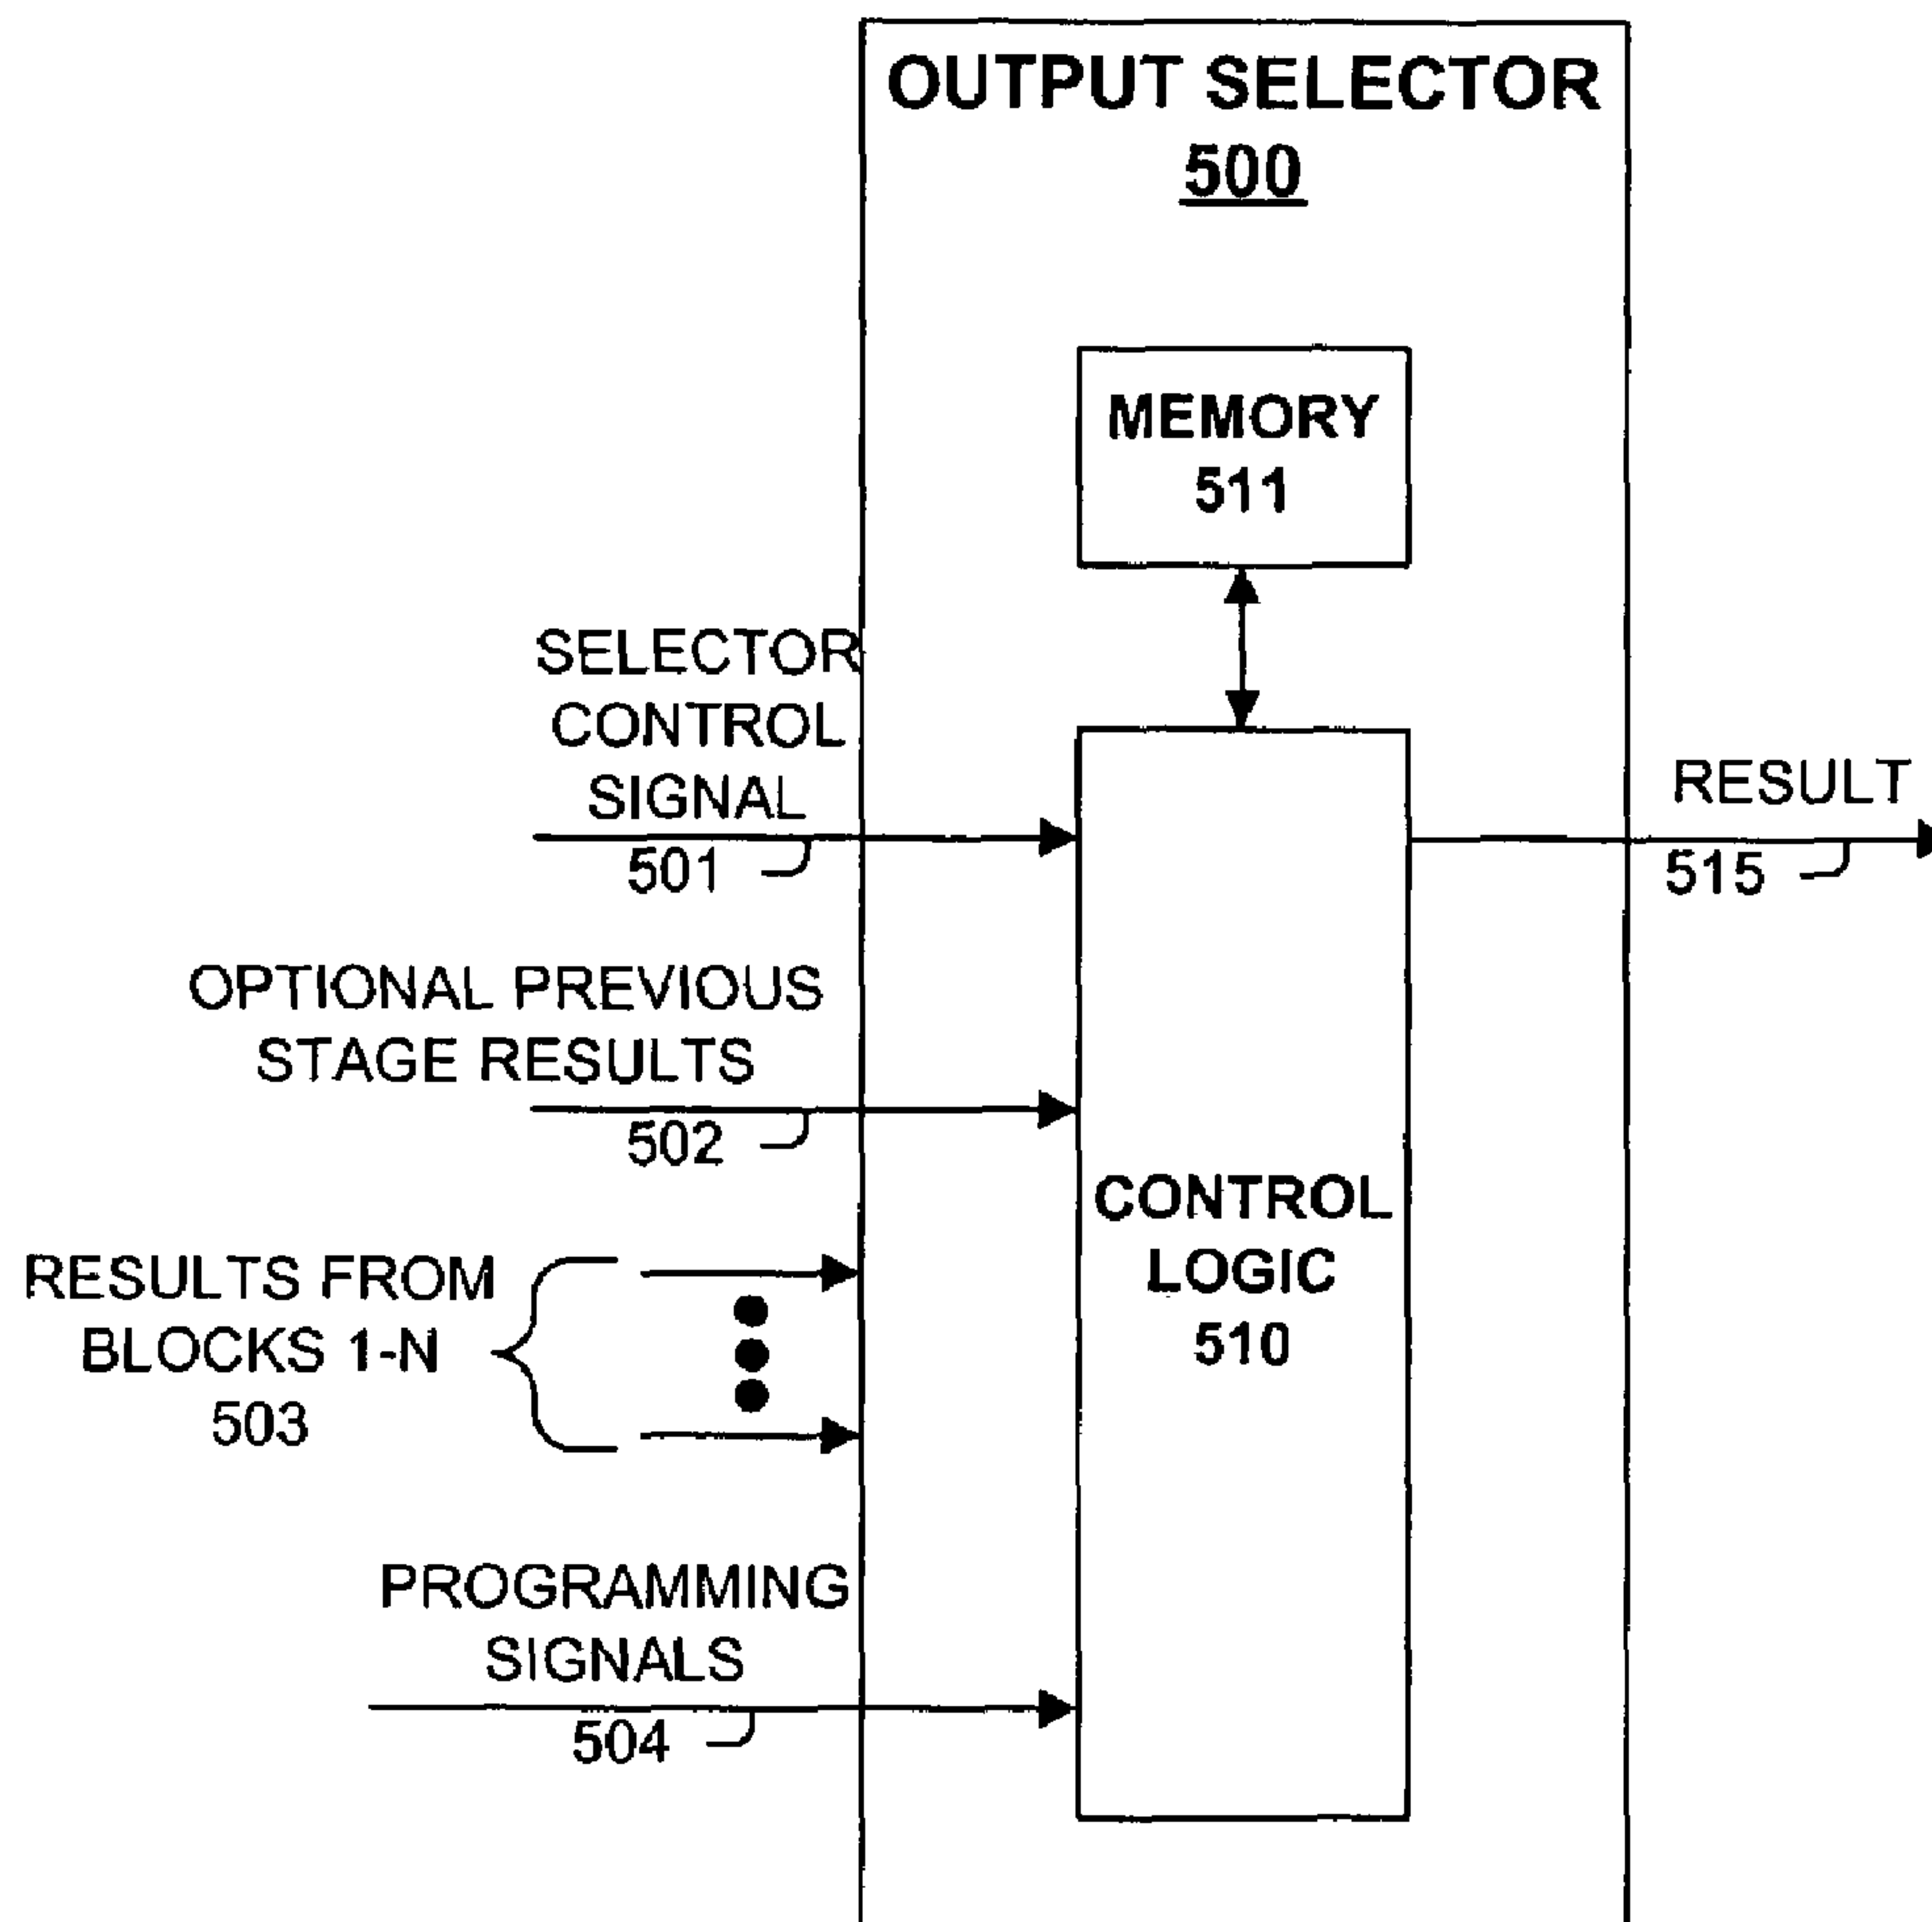 OUTPUT SELECTOR
500
MEMORY
511
SELECTOR
CONTROL
SIGNAL
501
RESULT
515
OPTIONAL PREVIOUS
STAGE RESULTS
502
CONTROL
LOGIC
510
RESULTS FROM
BLOCKS 1-N
503
PROGRAMMING
SIGNALS
504